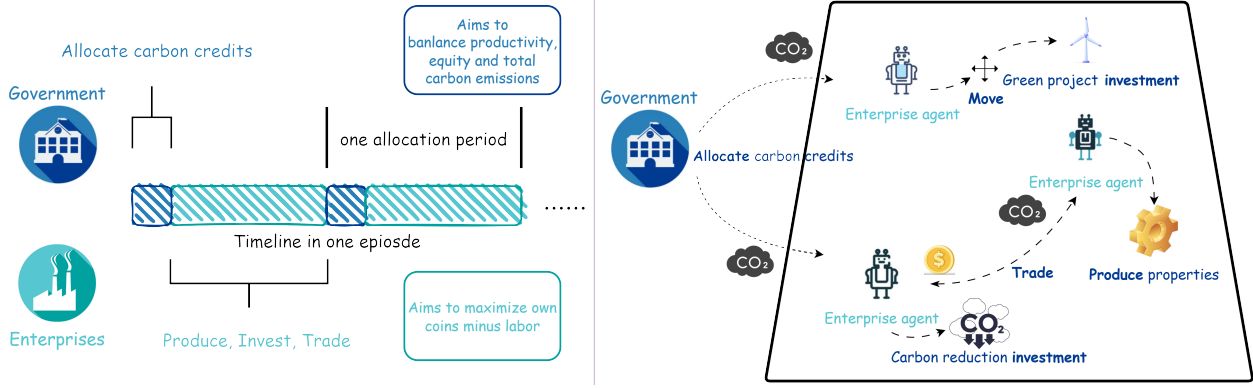 Allocate carbon credits
Government
Aims to
banlance productivity,
equity and total
carbon emissions
one allocation period
......
Timeline in one epiosde
Enterprises
Produce, Invest, Trade
Aims to maximize own
coins minus labor
Government
Allocate carbon credits
CO2
CO2
Enterprise agent
Move
Green project investment
Enterprise agent
CO2
Trade
Produce properties
$
Enterprise agent
CO2
Carbon reduction investment